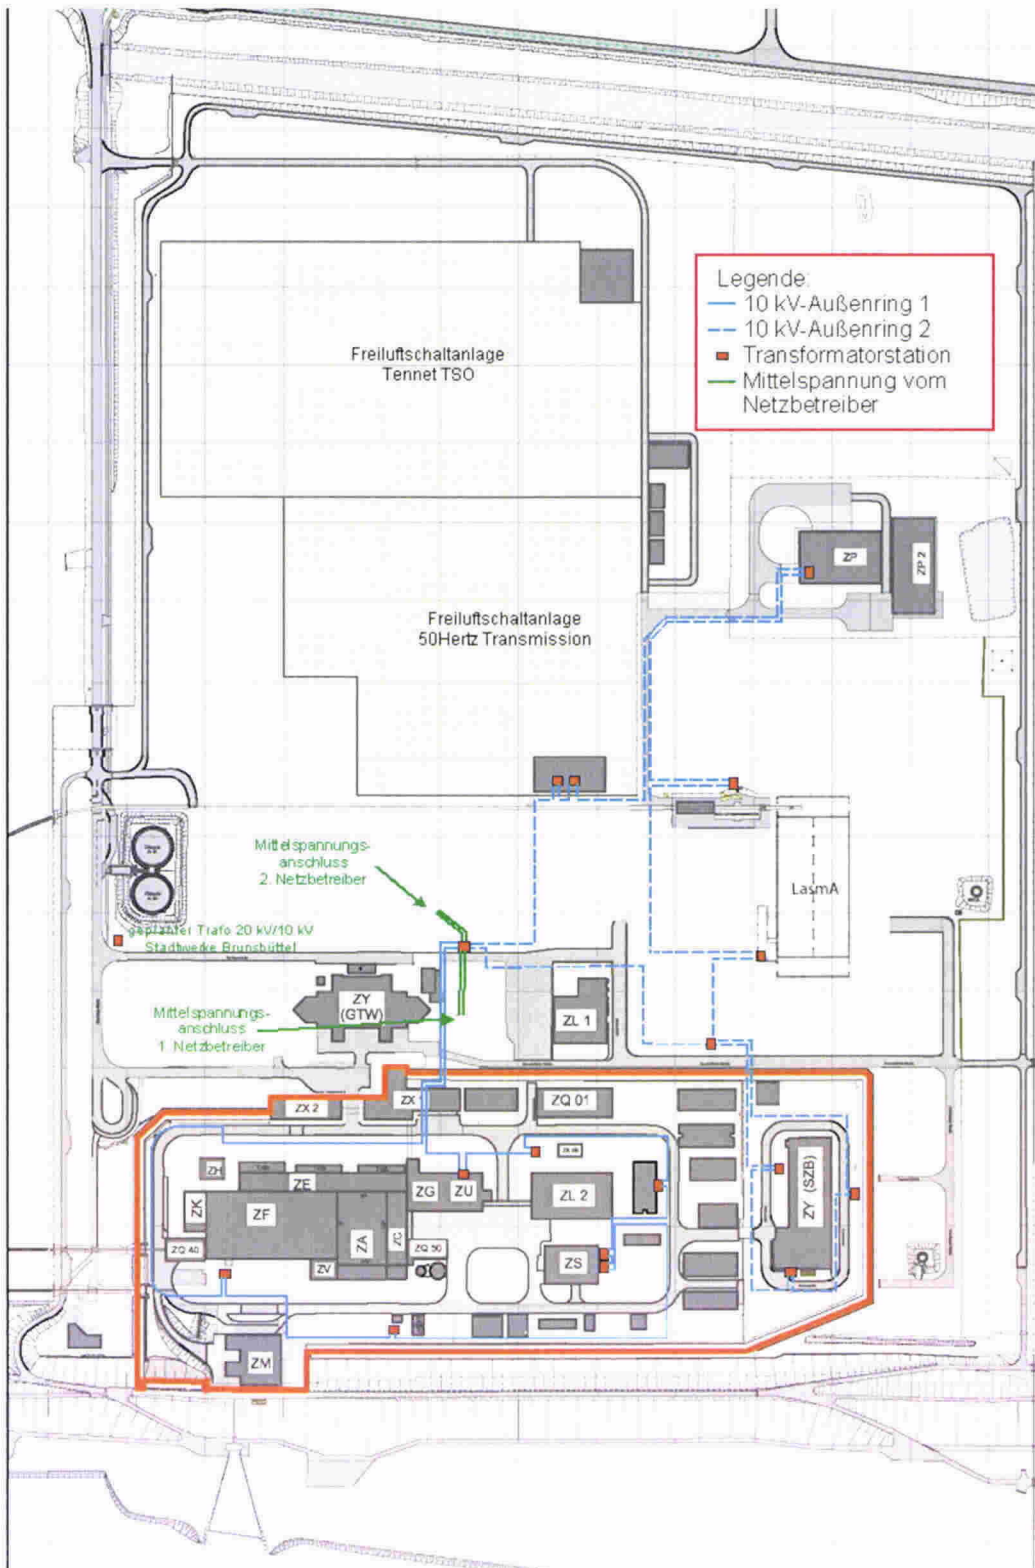 Legende:
10 kV-Außenring 1
10 kV-Außenring 2
Transformatorstation
Mittelspannung vom
Netzbetreiber
Freiluftschaltanlage
Tennet TSO
Freiluftschaltanlage
50Hertz Transmission
ZP
ZP 2
LasmA
Mittelspannungs-
anschluss
2. Netzbetreiber
geplanter Trafo 20 kV/10 kV
Stadtwerke Brunsbüttel
Mittelspannungs-
anschluss
1. Netzbetreiber
ZY
(GTW)
ZL 1
ZX 2
ZX
ZQ 01
ZH
ZE
ZG
ZU
ZL 2
ZY (SZB)
ZK
ZF
ZA
ZC
ZQ 40
ZV
ZQ 50
ZS
ZM